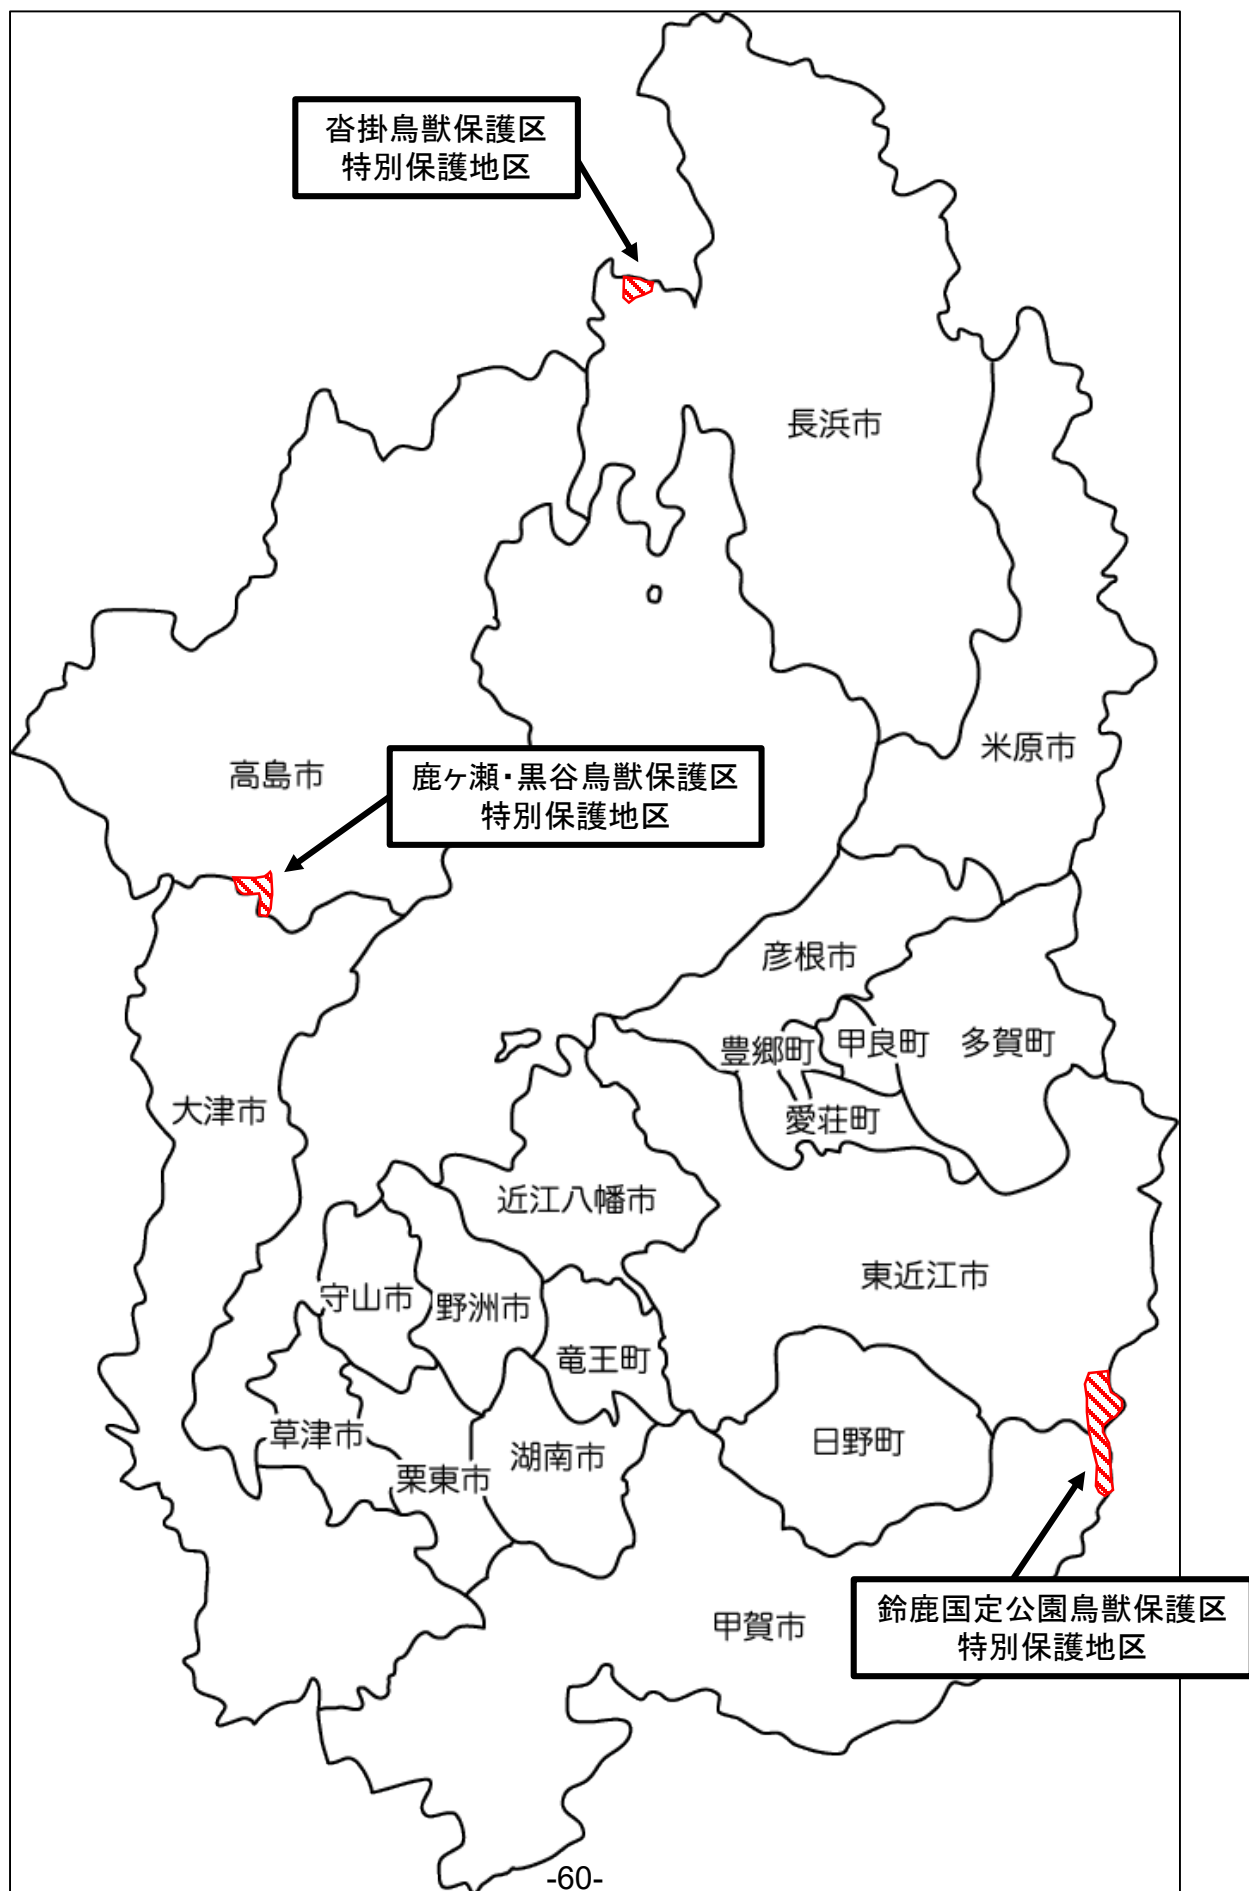 沓掛鳥獣保護区
特別保護地区
長浜市
米原市
高島市
鹿ヶ瀬・黒谷鳥獣保護区
特別保護地区
彦根市
豊郷町
甲良町
多賀町
大津市
愛荘町
近江八幡市
東近江市
守山市
野洲市
竜王町
草津市
日野町
湖南市
栗東市
甲賀市
鈴鹿国定公園鳥獣保護区
特別保護地区
-60-